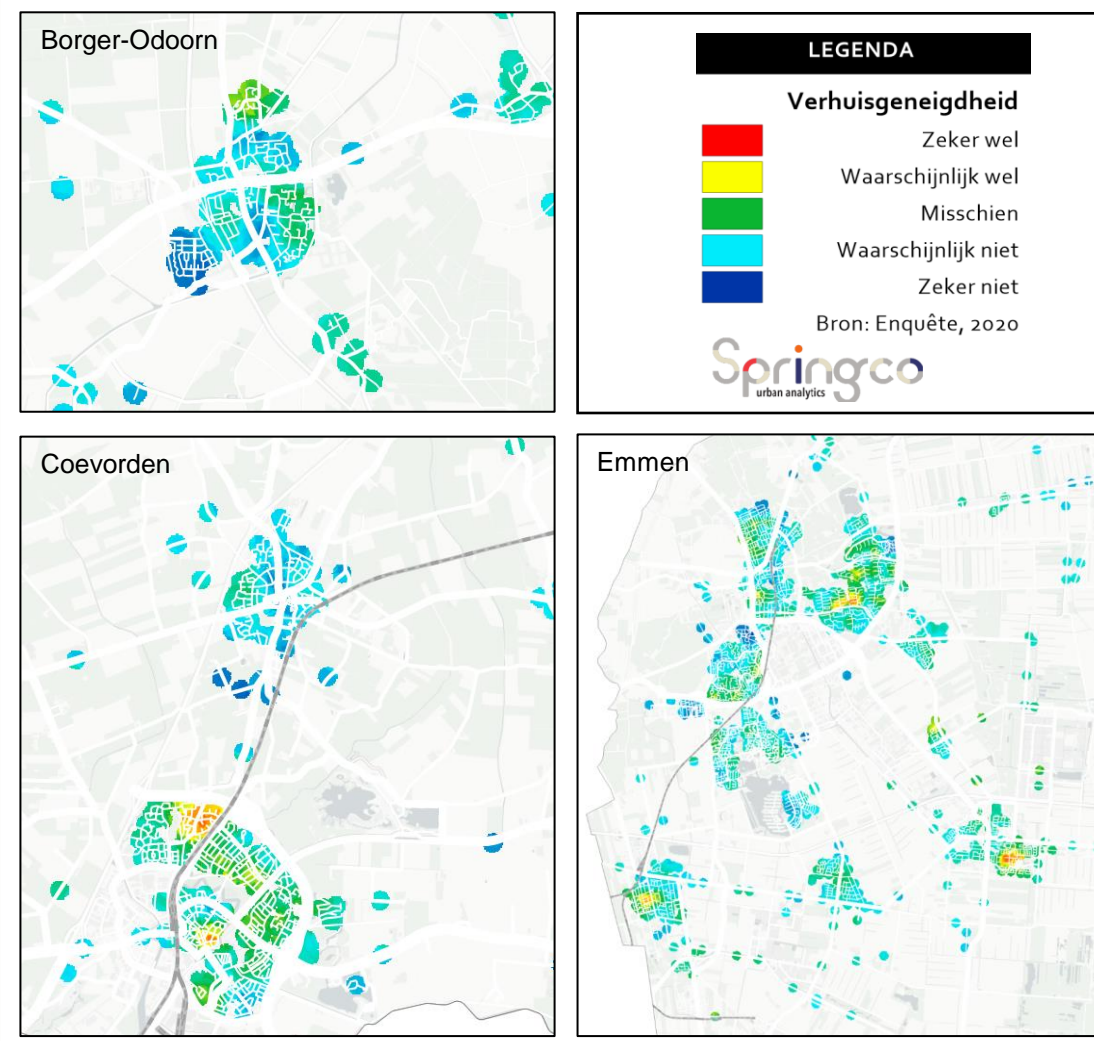 Borger-Odoorn
LEGENDA
Verhuisgeneigdheid
Zeker wel
Waarschijnlijk wel
Misschien
Waarschijnlijk niet
Zeker niet
Bron: Enquête, 2020
Springco
urban analytics
Coevorden
Emmen